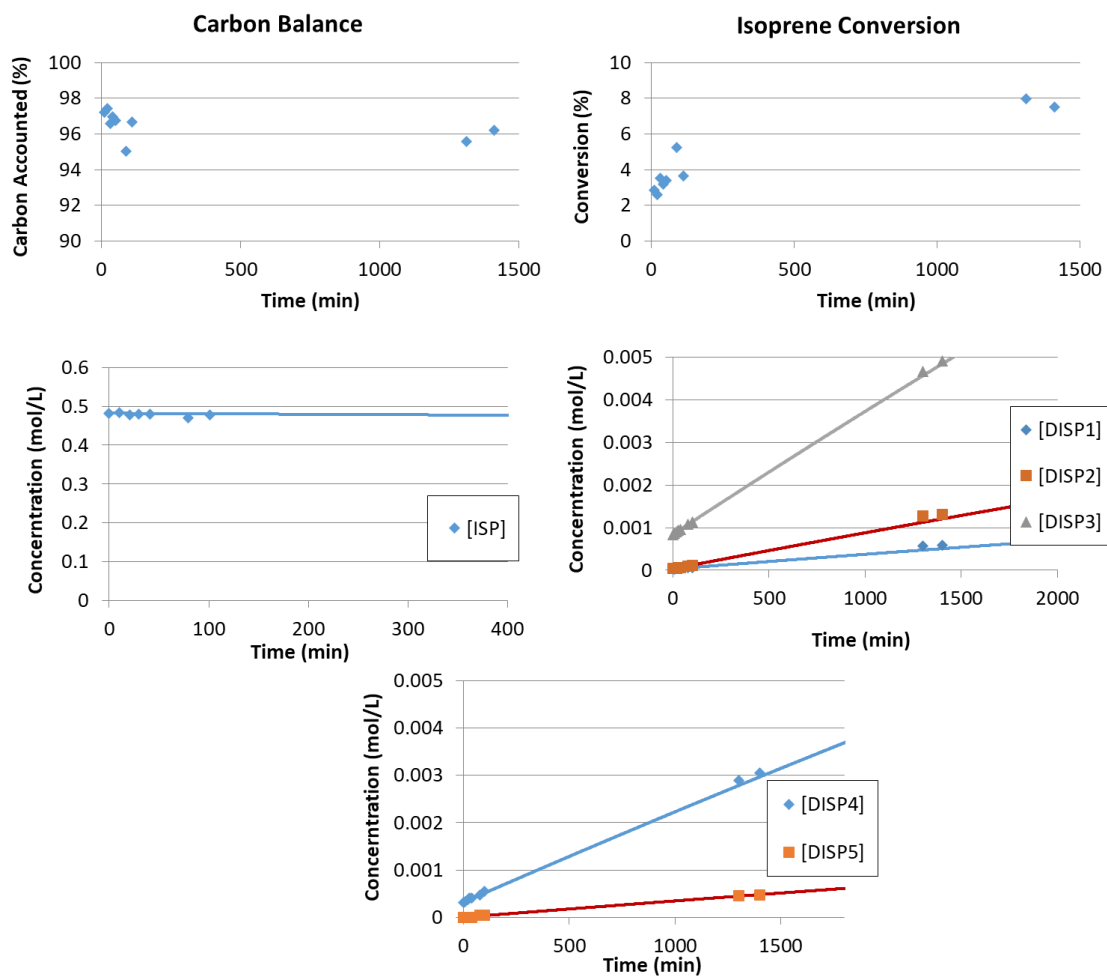 Carbon Balance
Carbon Accounted (%)
100
98
96
94
92
90
0 500 1000 1500
Time (min)
Isoprene Conversion
Conversion (%)
10
8
6
4
2
0
0 500 1000 1500
Time (min)
Concerntration (mol/L)
0.6
0.5
0.4
0.3
0.2
0.1
0
0 100 200 300 400
Time (min)
[ISP]
Concerntration (mol/L)
0.005
0.004
0.003
0.002
0.001
0
0 500 1000 1500 2000
Time (min)
[DISP1]
[DISP2]
[DISP3]
Concerntration (mol/L)
0.005
0.004
0.003
0.002
0.001
0
0 500 1000 1500
Time (min)
[DISP4]
[DISP5]